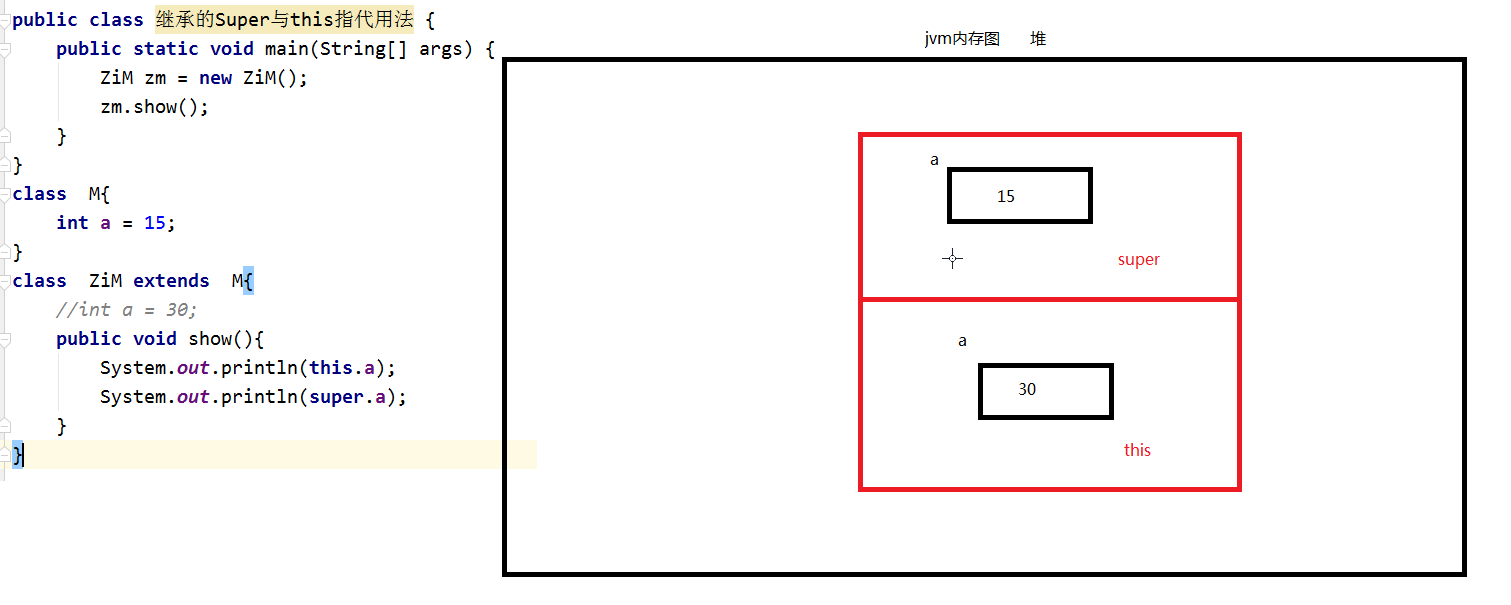 public class 继承的Super与this指代用法 {
public static void main(String[] args) {
ZiM zm = new ZiM();
zm.show();
}
}
class  M{
int a = 15;
}
class  ZiM extends  M{
//int a = 30;
public void show(){
System.out.println(this.a);
System.out.println(super.a);
}
}
jvm内存图 堆
a
15
super
a
30
this